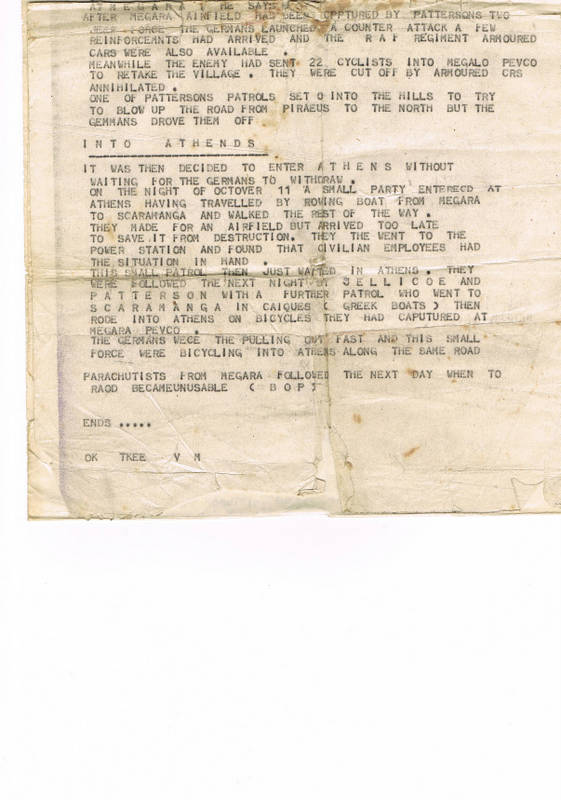 A T M E G A R A I HE SAYS
AFTER MEGARA AIRFIELD HAS BEEN CPPTURED BY PATTERSONS TWO
JEEP FORCE THE GERMANS LAUNCHED A COUNTER ATTACK A FEW
REINFORCEMNTS HAD ARRIVED AND THE R A F REGIMENT ARMOURED
CARS WERE ALSO AVAILABLE .
MEANWHILE THE ENEMY HAD SENT 22 CYCLISTS INTO MEGALO PEVCO
TO RETAKE THE VILLAGE . THEY WERE CUT OFF BY ARMOURED CRS
ANNIHILATED .
ONE OF PATTERSONS PATROLS SET O INTO THE HILLS TO TRY
TO BLOW UP THE ROAD FROM PIRAEUS TO THE NORTH BUT THE
GEMMANS DROVE THEM OFF
I N T O A T H E N D S
IT WAS THEN DECIDED TO ENTER A T H E N S WITHOUT
WAITING FOR THE GERMANS TO WITHDRAW .
ON THE NIGHT OF OCTOVER 11 A SMALL PARTY ENTERECD AT
ATHENS HAVING TRAVELLED BY ROWING BOAT FROM MEGARA
TO SCARAMANGA AND WALKED THE REST OF THE WAY .
THEY MADE FOR AN AIRFIELD BUT ARRIVED TOO LATE
TO SAVE IT FROM DESTRUCTION. THEY THE WENT TO THE
POWER STATION AND FOUND THAT CIVILIAN EMPLOYEES HAD
THE SITUATION IN HAND .
THIS SMALL PATROL THEN JUST WAITED IN ATHENS . THEY
WERE FOLLOWED THE NEXT NIGHT BY J E L L I C O E AND
P A T T E R S O N WITH A FURTHER PATROL WHO WENT TO
S C A R A M A N G A IN CAIQUES ( GREEK BOATS ) THEN
RODE INTO ATHENS ON BICYCLES THEY HAD CAPUTURED AT
MEGARA PEVCO .
THE GERMANS WECE THE PULLING OUT FAST AND THIS SMALL
FORCE WERE BICYCLING INTO ATHENS ALONG THE SAME ROAD
PARACHUTISTS FROM MEGARA FOLLOWED THE NEXT DAY WHEN TO
RAOD BECAMEUNUSABLE ( B O P )
ENDS *****
OK TKEE V M